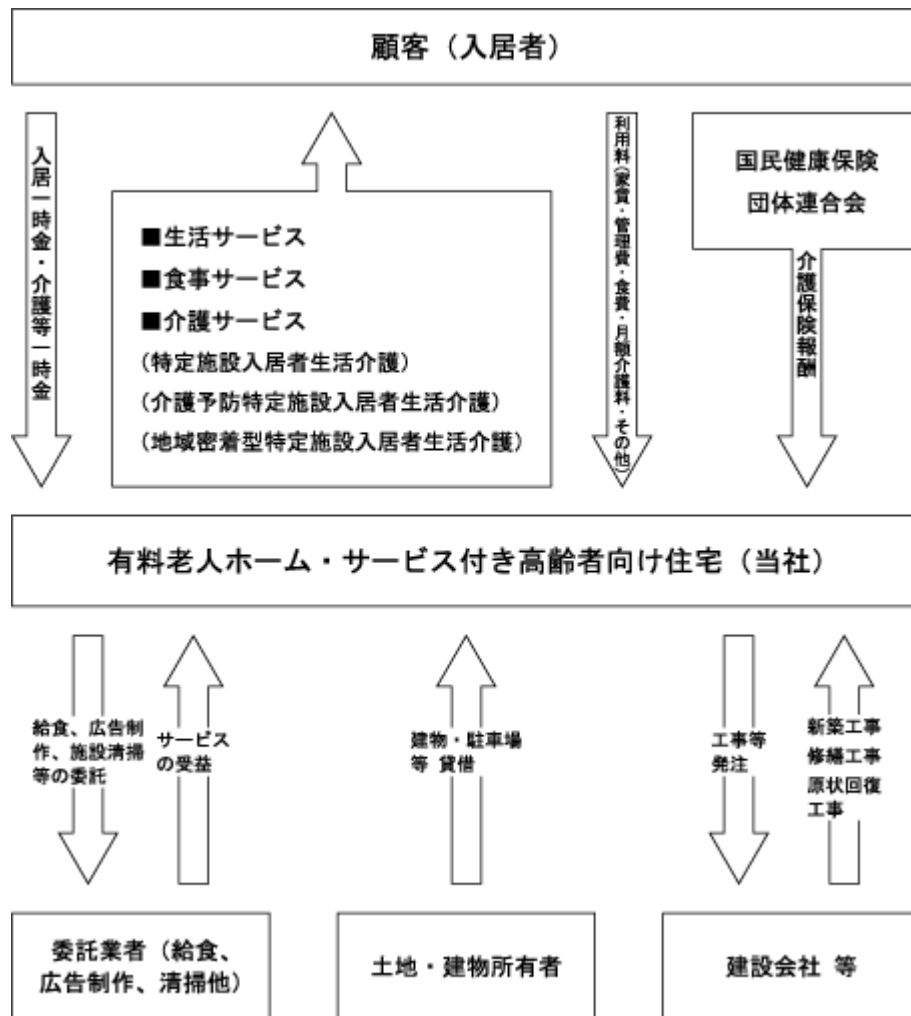 顧客（入居者）
入居一時金・介護等一時金
■生活サービス
■食事サービス
■介護サービス
(特定施設入居者生活介護)
(介護予防特定施設入居者生活介護)
(地域密着型特定施設入居者生活介護)
利用料(家賃・管理費・食費・月額介護料・その他)
国民健康保険
団体連合会
介護保険報酬
有料老人ホーム・サービス付き高齢者向け住宅（当社）
給食、広告制
作、施設清掃
等の委託
サービス
の受益
建物・駐車場
等 貸借
工事等
発注
新築工事
修繕工事
原状回復
工事
委託業者（給食、
広告制作、清掃他）
土地・建物所有者
建設会社 等